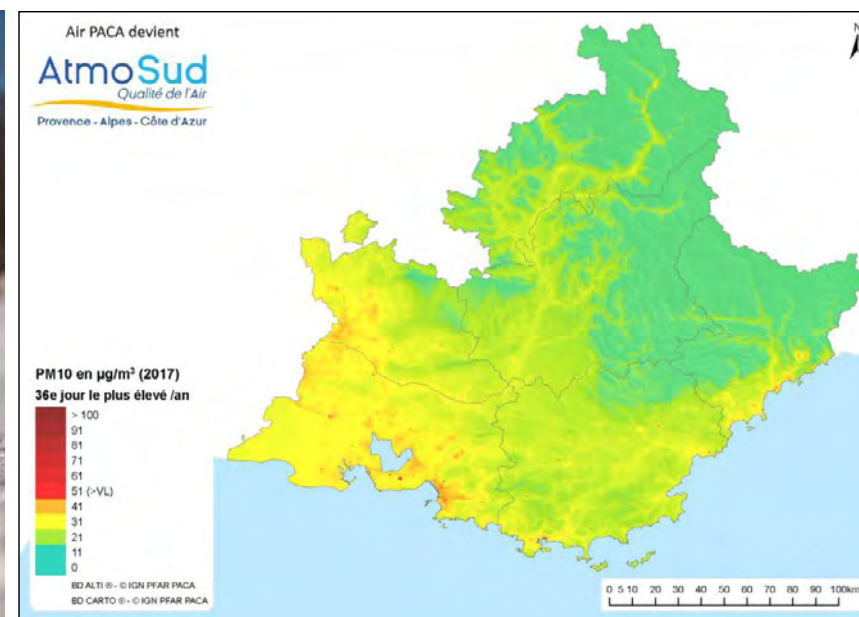 Air PACA devient
AtmoSud
Qualité de l'Air
Provence - Alpes - Côte d'Azur
N
PM10 en µg/m³ (2017)
36e jour le plus élevé /an
> 100
91
81
71
61
51 (>VL)
41
31
21
11
0
BD ALTI ® - © IGN PFAR PACA
BD CARTO ® - © IGN PFAR PACA
0 5 10 20 30 40 50 60 70 80 90 100km